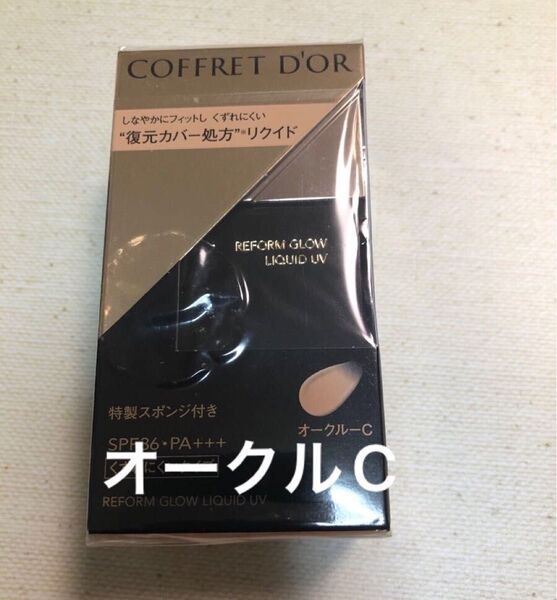 COFFRET D'OR
しなやかにフィットし くずれにくい
“復元カバー処方”※リクイド
REFORM GLOW
LIQUID UV
特製スポンジ付き
オークルーC
SPF36・PA+++
オークルC
REFORM GLOW LIQUID UV